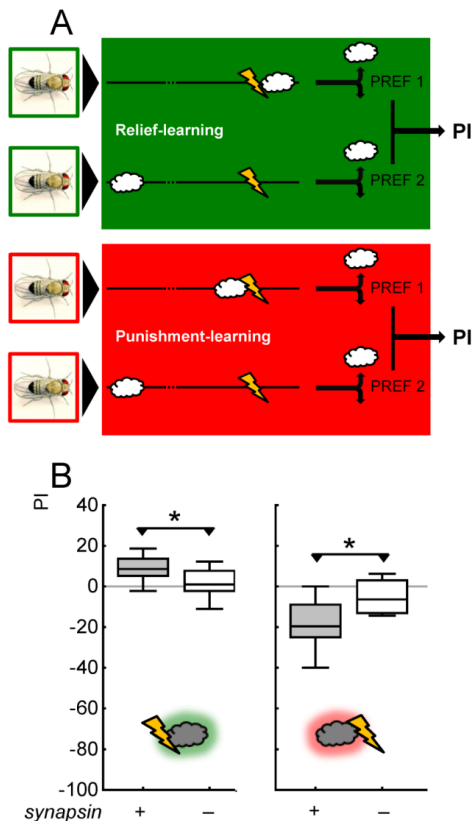 A
PREF 1
Relief-learning
PI
PREF 2
PREF 1
Punishment-learning
PI
PREF 2
B
PI
40
20
0
-20
-40
-60
-80
-100
* *
synapsin + − + −